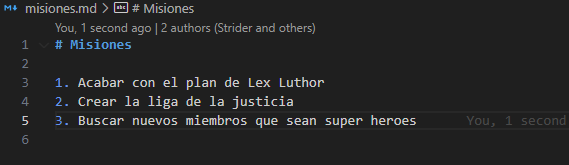 misiones.md > # Misiones
You, 1 second ago | 2 authors (Strider and others)
1 # Misiones
2
3 1. Acabar con el plan de Lex Luthor
4 2. Crear la liga de la justicia
5 3. Buscar nuevos miembros que sean super heroes You, 1 second
6